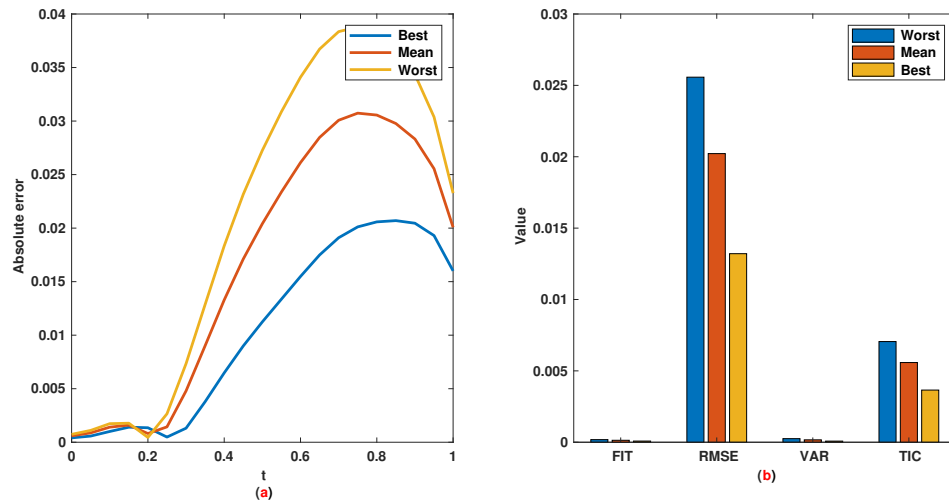 0.04
0.035
0.03
0.025
0.02
0.015
0.01
0.005
0
Absolute error
0 0.2 0.4 0.6 0.8 1
t
(a)
Best
Mean
Worst
0.03
0.025
0.02
0.015
0.01
0.005
0
Value
FIT RMSE VAR TIC
(b)
Worst
Mean
Best